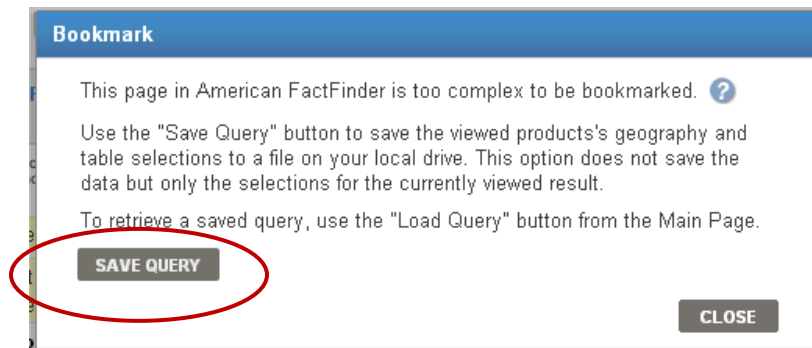 Bookmark
This page in American FactFinder is too complex to be bookmarked. ?
Use the "Save Query" button to save the viewed products's geography and
table selections to a file on your local drive. This option does not save the
data but only the selections for the currently viewed result.
To retrieve a saved query, use the "Load Query" button from the Main Page.
SAVE QUERY
CLOSE